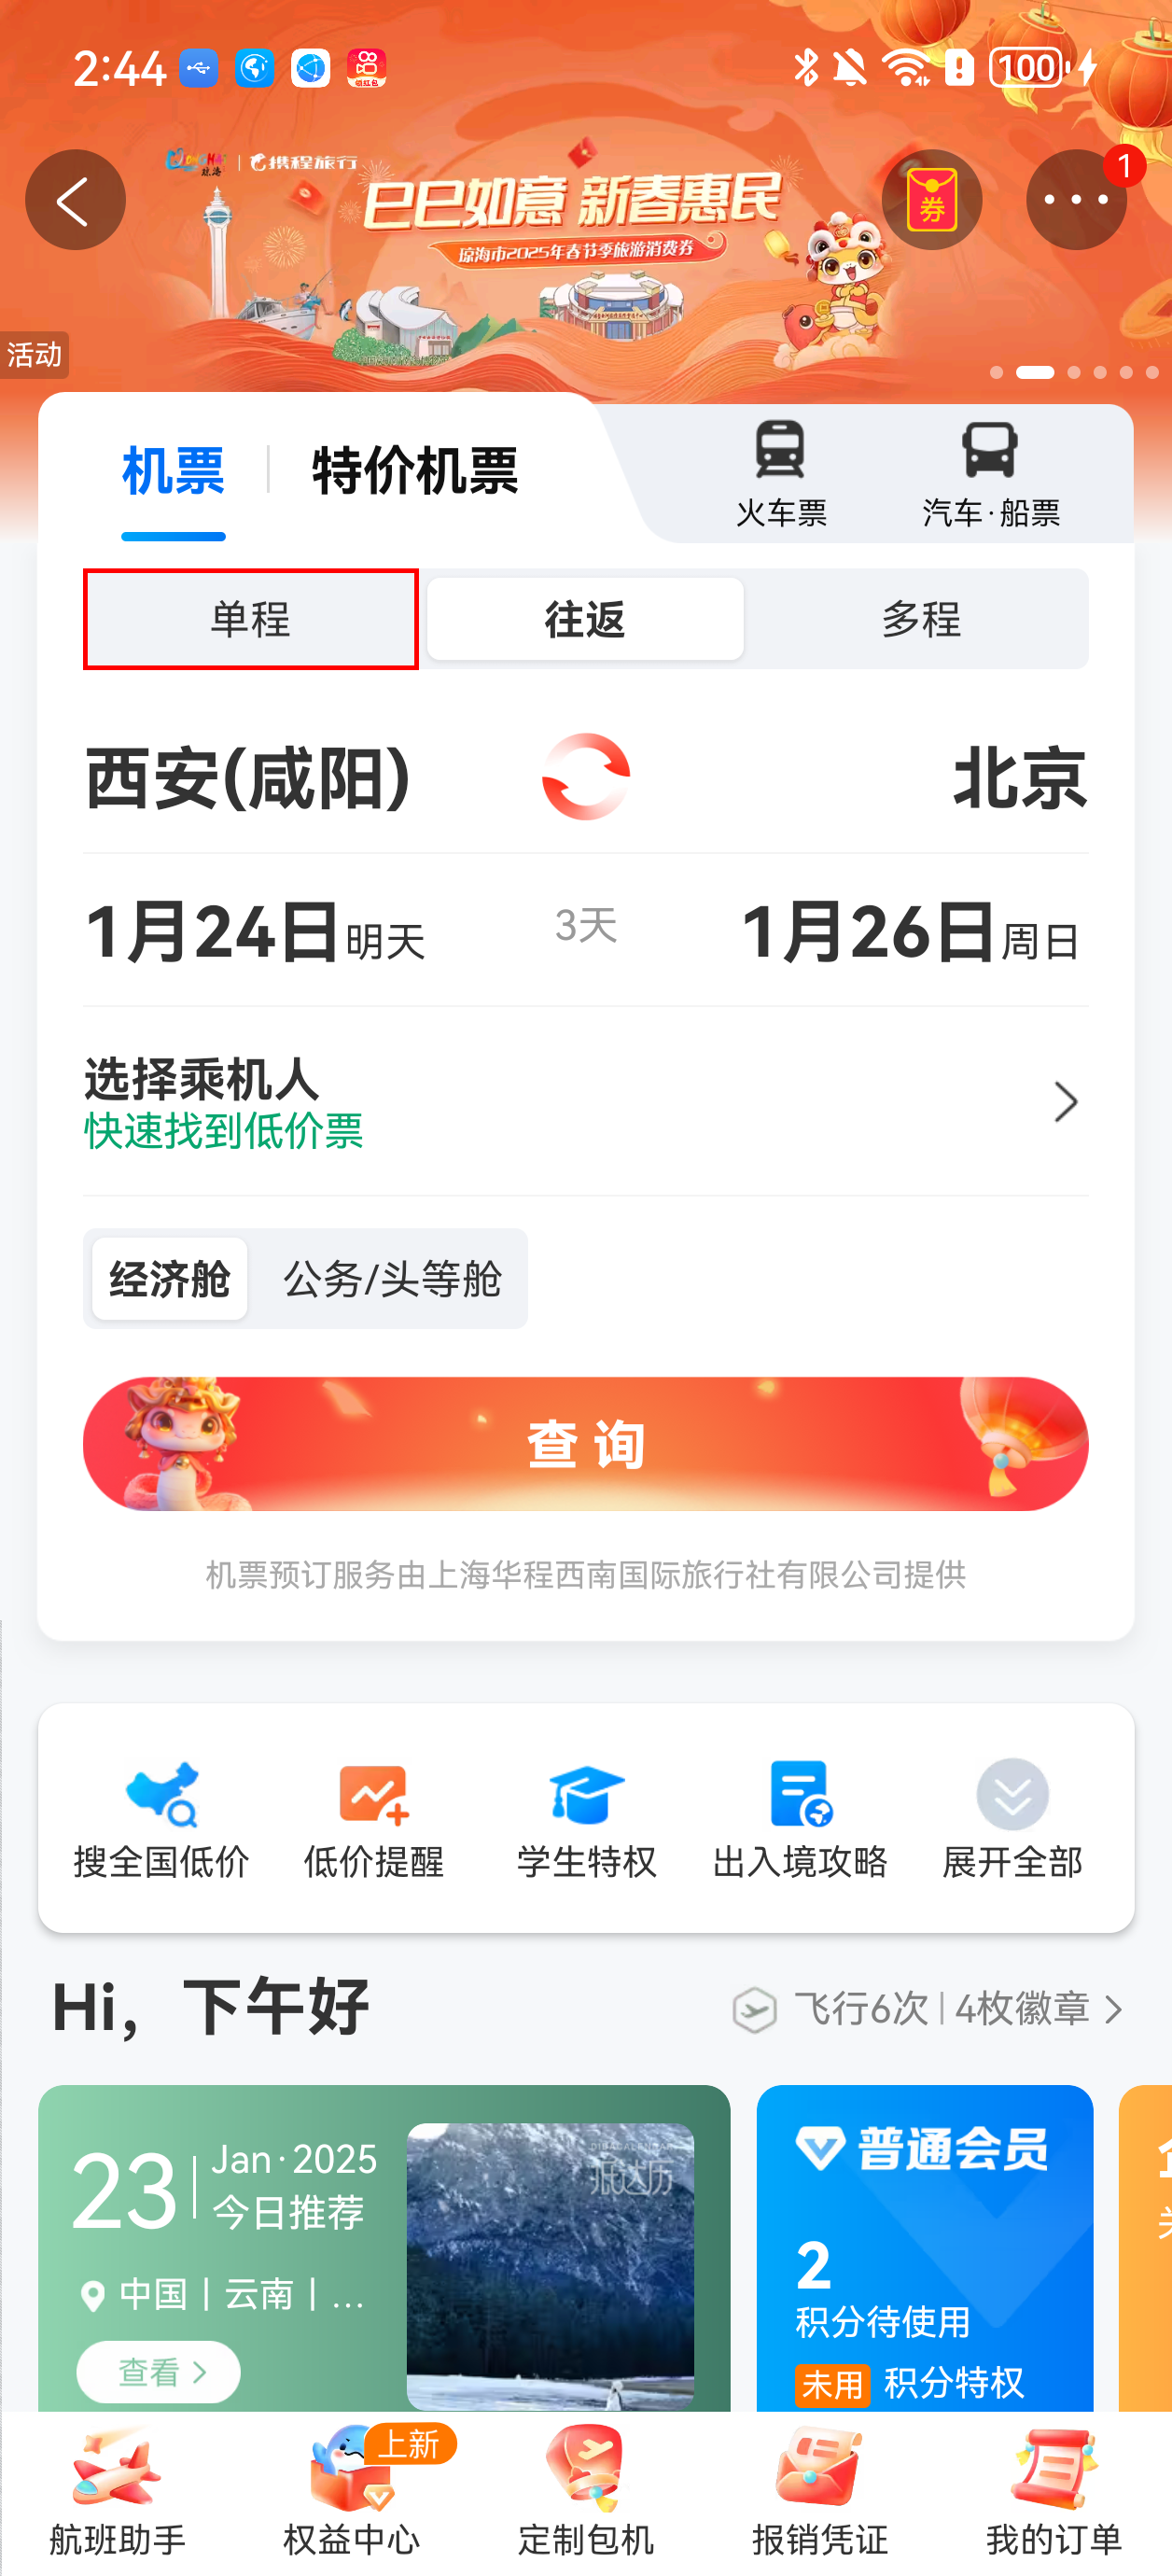 2:44
领红包
100
携程旅行
巳巳如意 新春惠民
琼海市2025年春节季旅游消费券
券
1
活动
机票
特价机票
火车票
汽车·船票
单程
往返
多程
西安(咸阳)
北京
1月24日明天
3天
1月26日周日
选择乘机人
快速找到低价票
经济舱
公务/头等舱
查询
机票预订服务由上海华程西南国际旅行社有限公司提供
搜全国低价
低价提醒
学生特权
出入境攻略
展开全部
Hi，下午好
飞行6次 | 4枚徽章
23
Jan·2025
今日推荐
中国 | 云南 | ...
查看
普通会员
2
积分待使用
未用 积分特权
上新
航班助手
权益中心
定制包机
报销凭证
我的订单